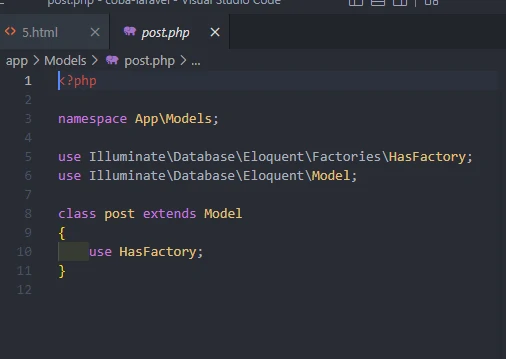 post.php - coba-laravel - Visual Studio Code
<> 5.html × post.php ×
app > Models > post.php > ...
1 <?php
2
3 namespace App\Models;
4
5 use Illuminate\Database\Eloquent\Factories\HasFactory;
6 use Illuminate\Database\Eloquent\Model;
7
8 class post extends Model
9 {
10 use HasFactory;
11 }
12